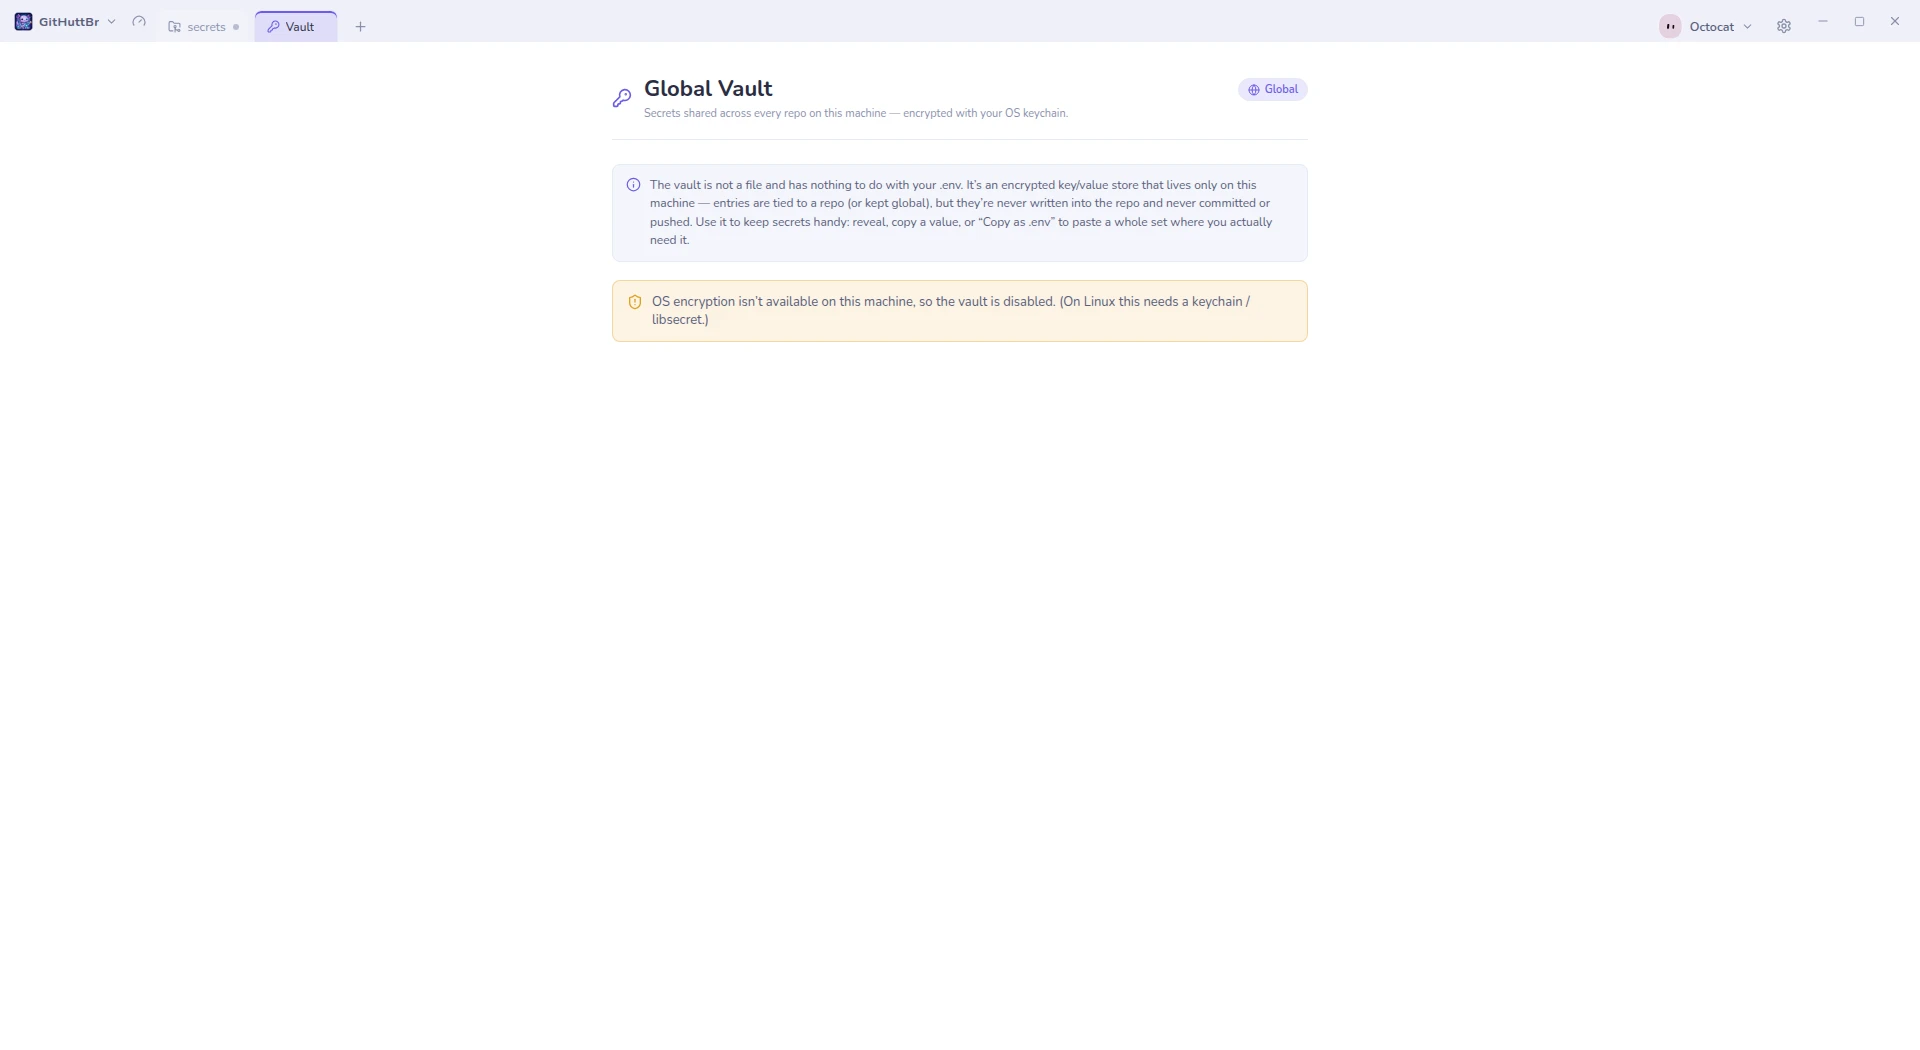 GitHuttBr
secrets
Vault
Octocat
Global Vault
Global
Secrets shared across every repo on this machine — encrypted with your OS keychain.
The vault is not a file and has nothing to do with your .env. It’s an encrypted key/value store that lives only on this
machine — entries are tied to a repo (or kept global), but they’re never written into the repo and never committed or
pushed. Use it to keep secrets handy: reveal, copy a value, or “Copy as .env” to paste a whole set where you actually
need it.
OS encryption isn’t available on this machine, so the vault is disabled. (On Linux this needs a keychain /
libsecret.)